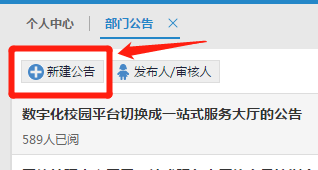 个人中心 部门公告 ×
新建公告 发布人/审核人
数字化校园平台切换成一站式服务大厅的公告
589人已阅